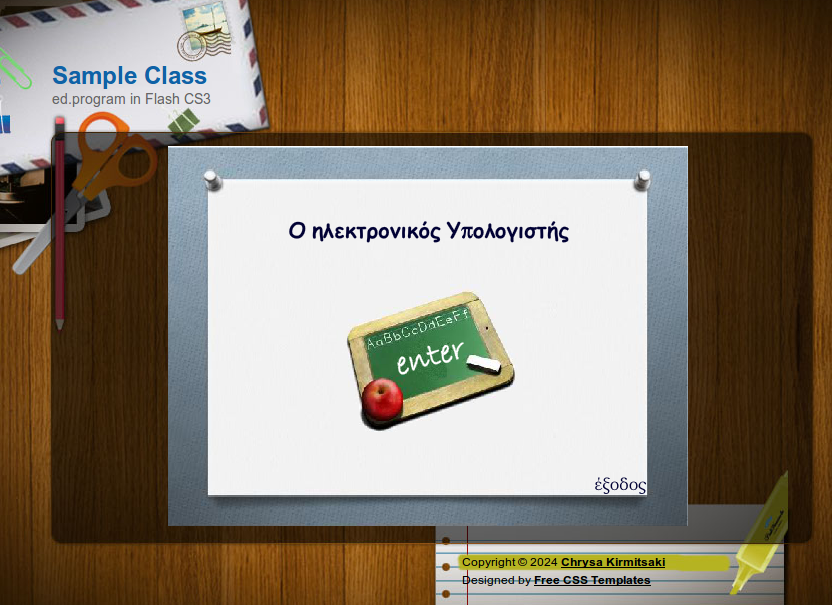 Sample Class
ed.program in Flash CS3
Ο ηλεκτρονικός Υπολογιστής
AaBbCcDdEeFf
enter
έξοδος
Copyright © 2024 Chrysa Kirmitsaki
Designed by Free CSS Templates